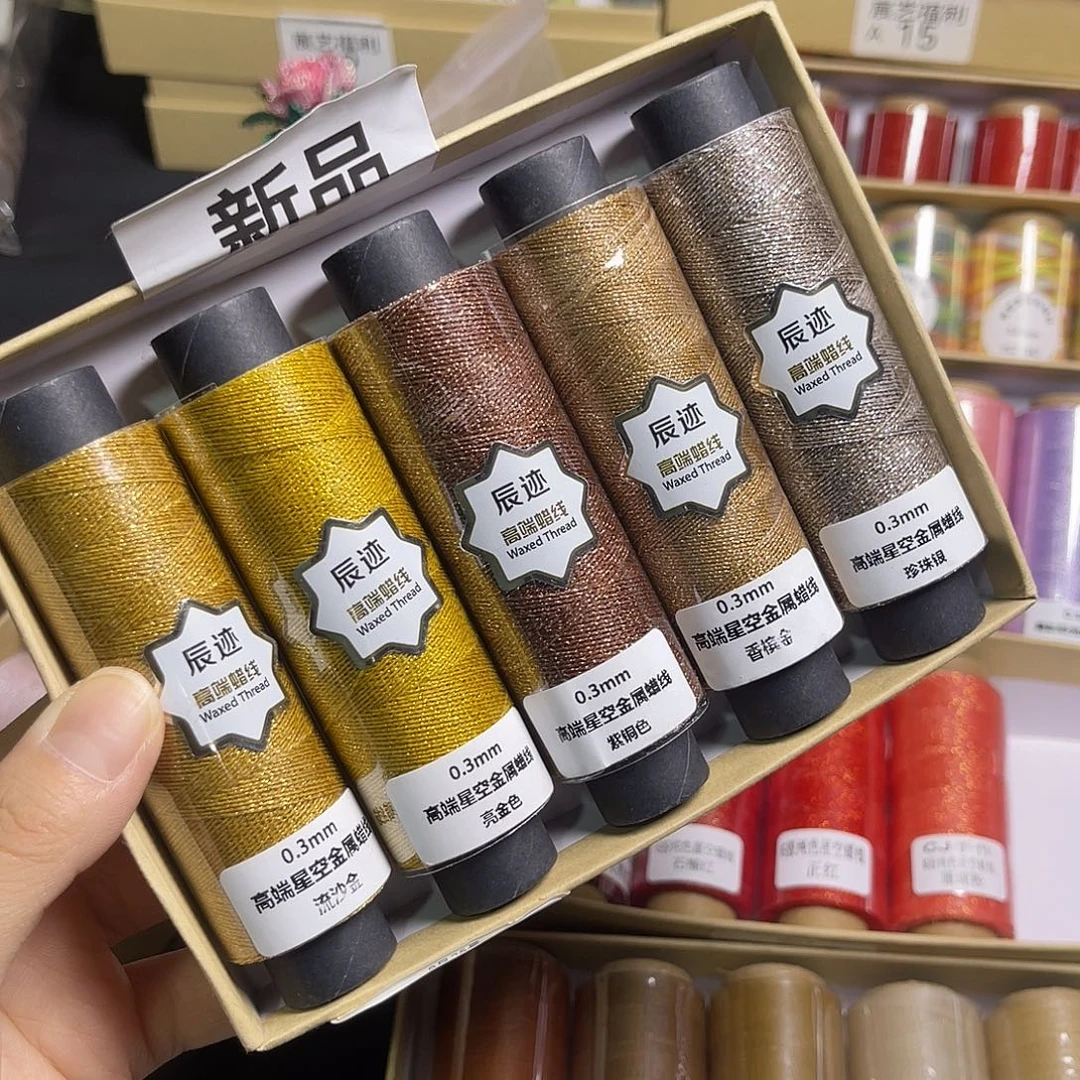 新品
15
辰迹
高端蜡线
Waxed Thread
0.3mm
高端星空金属蜡线
流沙金
辰迹
高端蜡线
Waxed Thread
0.3mm
高端星空金属蜡线
亮金色
辰迹
高端蜡线
Waxed Thread
0.3mm
高端星空金属蜡线
紫铜色
辰迹
高端蜡线
Waxed Thread
0.3mm
高端星空金属蜡线
香槟金
辰迹
高端蜡线
Waxed Thread
0.3mm
高端星空金属蜡线
珍珠银
石榴红
正红